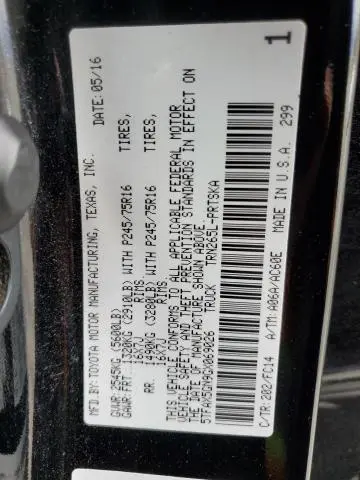 MFD.BY: TOYOTA MOTOR MANUFACTURING, TEXAS, INC. DATE: 05/16
GVWR: 2545KG (5600LB)
GAWR-FRT: 1320KG (2910LB) WITH P245/75R16 TIRES,
16X7J RIMS,
RR. 1490KG (3280LB) WITH P245/75R16 TIRES,
16X7J RIMS,
THIS VEHICLE CONFORMS TO ALL APPLICABLE FEDERAL MOTOR
VEHICLE SAFETY AND THEFT PREVENTION STANDARDS IN EFFECT ON
THE DATE OF MANUFACTURE SHOWN ABOVE.
5TFAX5GN9GX069026 TRUCK TRN265L-PRTSKA
1
C/TR:202/FC14 A/TM:A06A/AC60E MADE IN U.S.A. 299